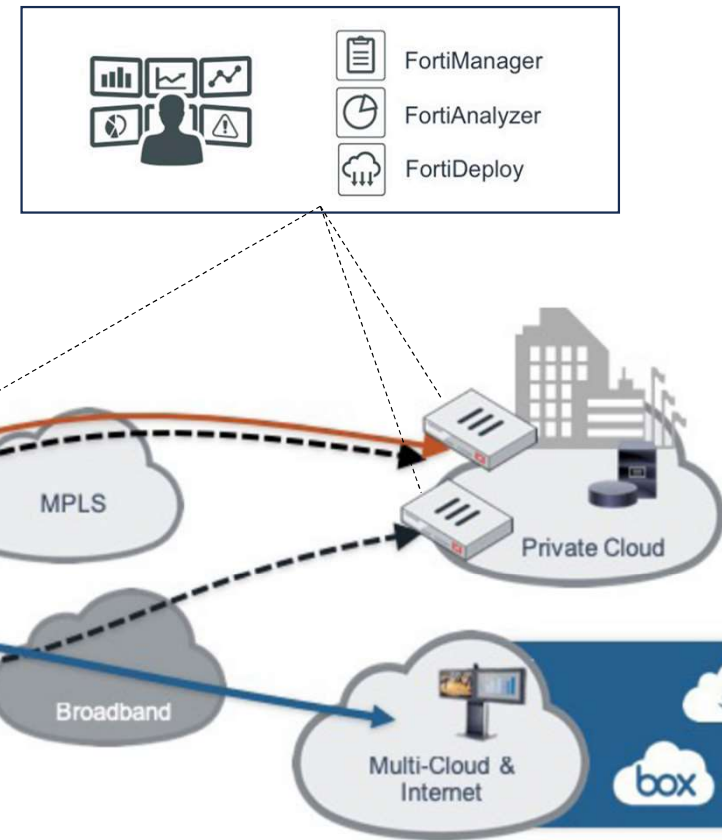 FortiManager
FortiAnalyzer
FortiDeploy
MPLS
Private Cloud
Broadband
Multi-Cloud &
Internet
box